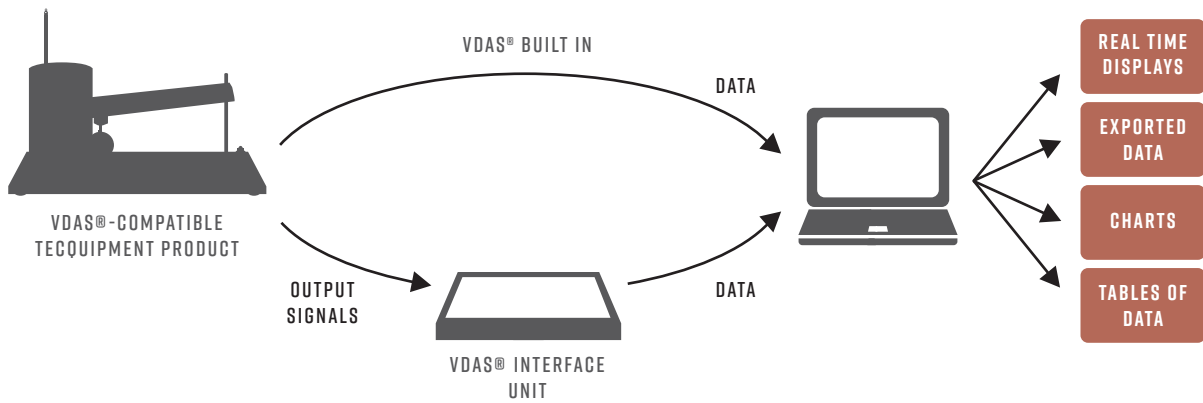 VDAS® BUILT IN
DATA
VDAS®-COMPATIBLE
TECQUIPMENT PRODUCT
OUTPUT
SIGNALS
VDAS® INTERFACE
UNIT
DATA
REAL TIME
DISPLAYS
EXPORTED
DATA
CHARTS
TABLES OF
DATA